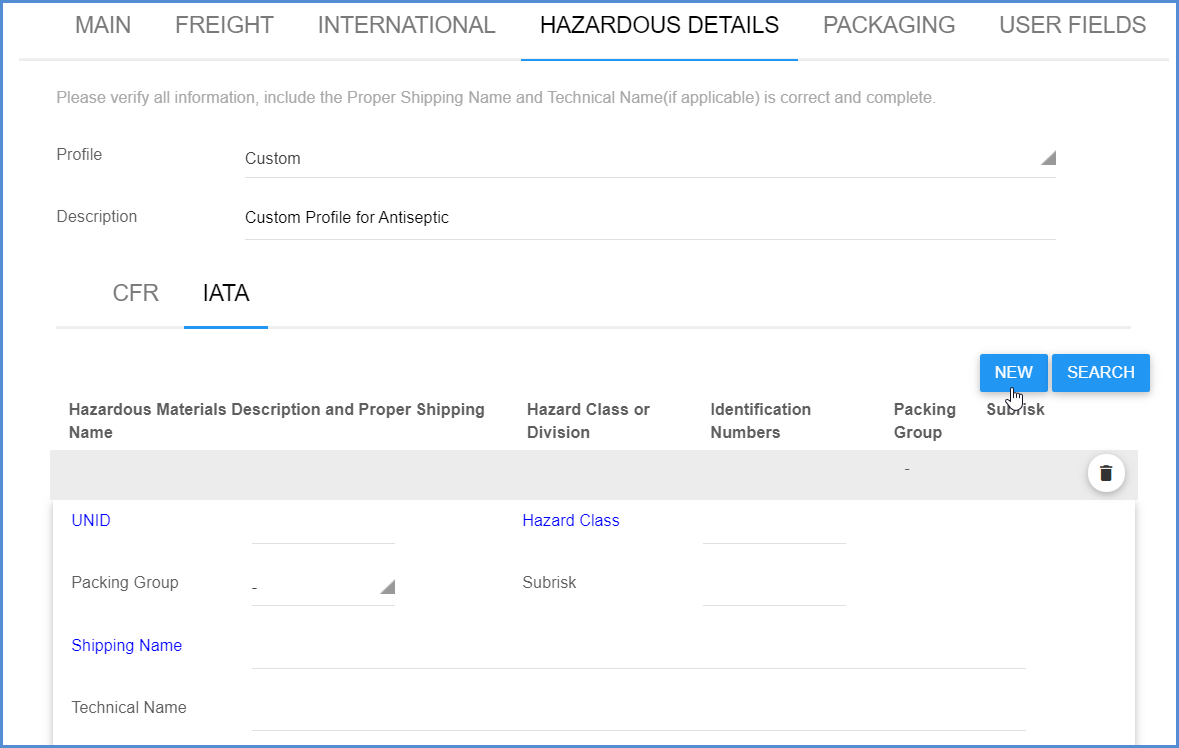 MAIN FREIGHT INTERNATIONAL HAZARDOUS DETAILS PACKAGING USER FIELDS
Please verify all information, include the Proper Shipping Name and Technical Name(if applicable) is correct and complete.
Profile Custom
Description Custom Profile for Antiseptic
CFR IATA
NEW SEARCH
Hazardous Materials Description and Proper Shipping Hazard Class or Identification Packing Subrisk
Name Division Numbers Group
-
UNID Hazard Class
Packing Group - Subrisk
Shipping Name
Technical Name